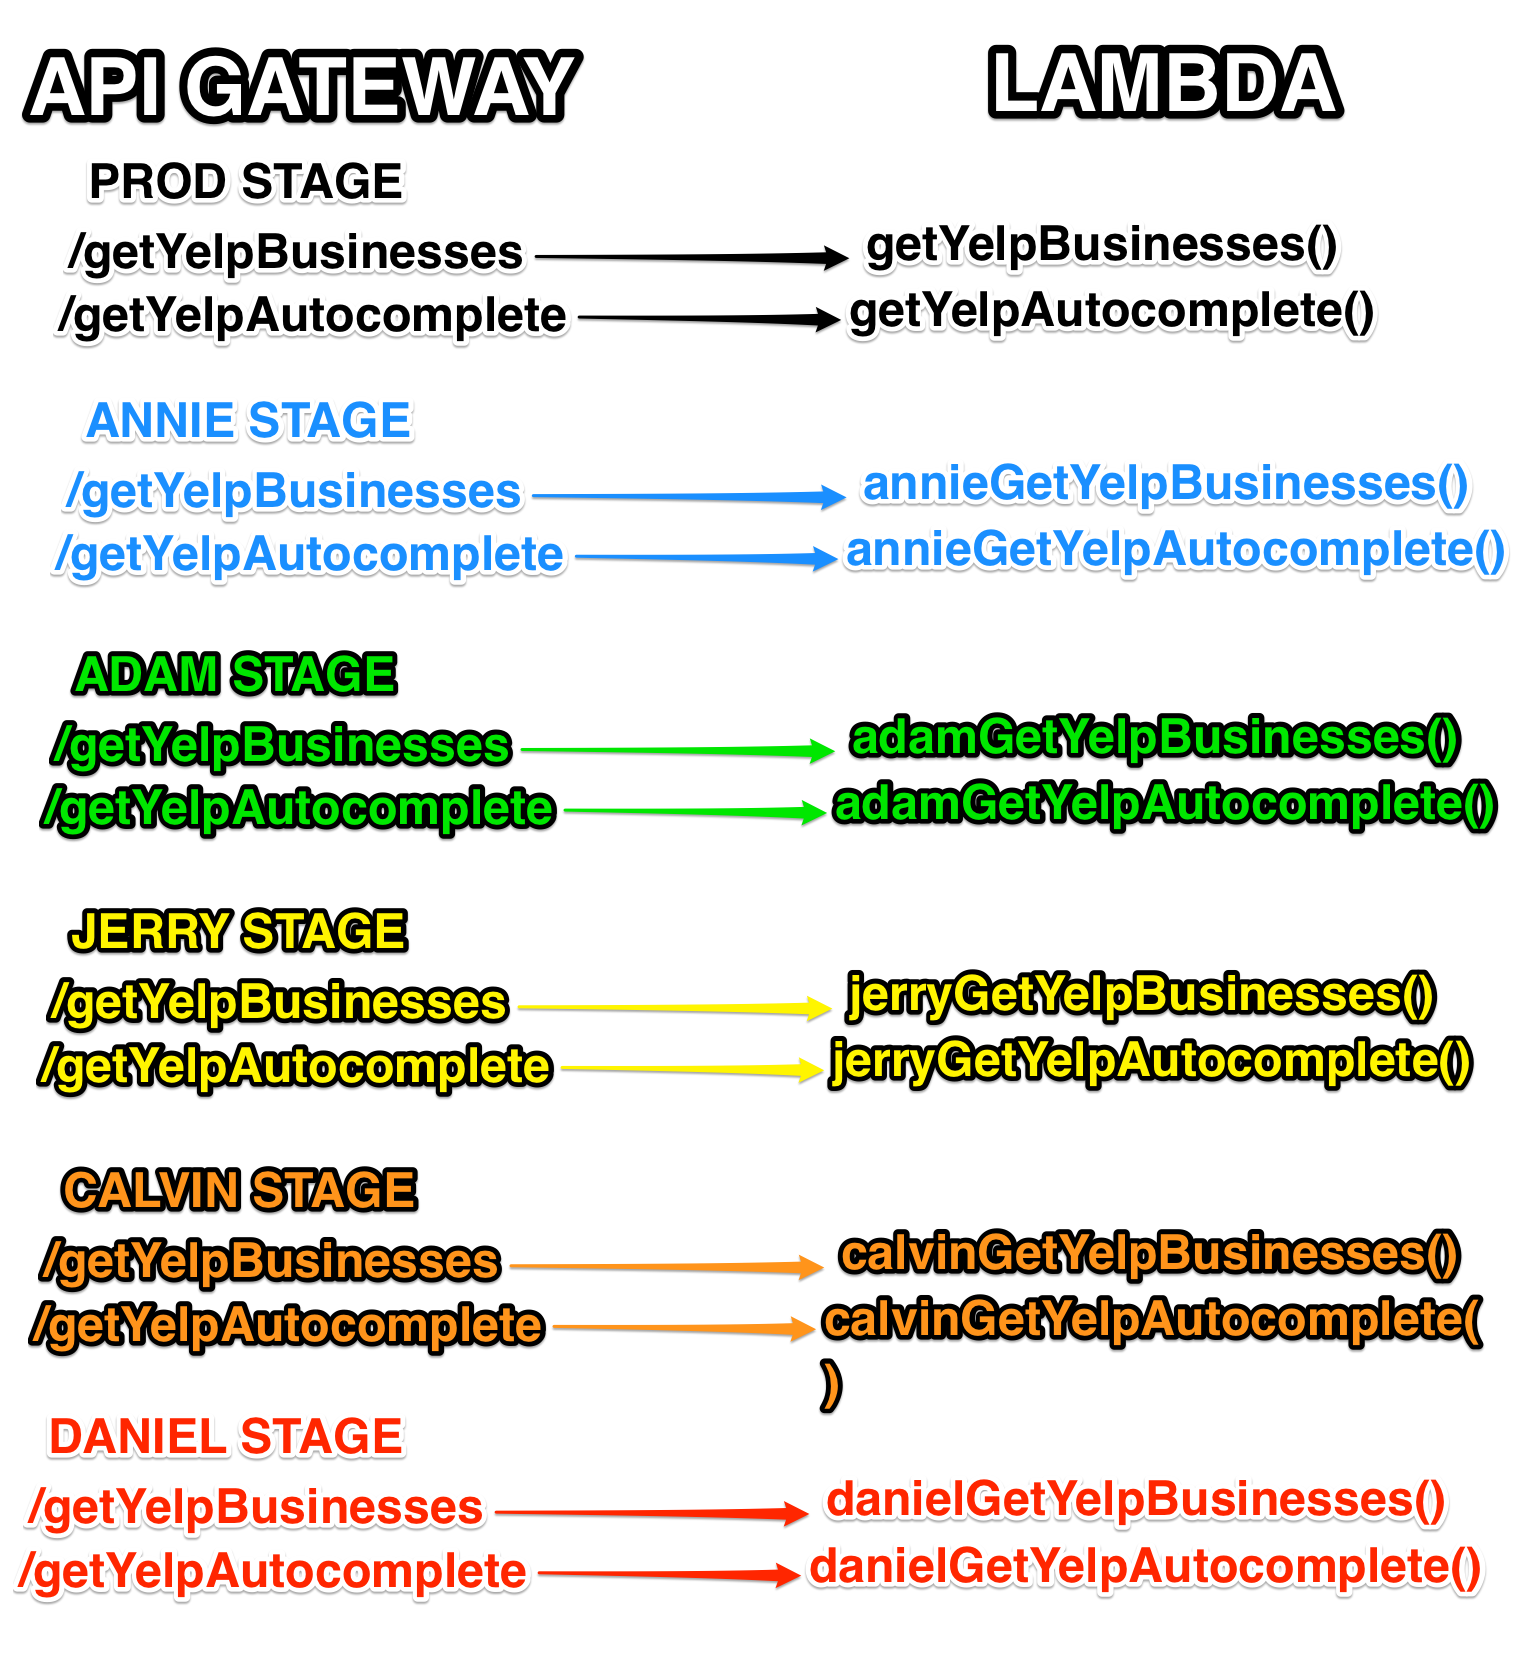 API GATEWAY LAMBDA
PROD STAGE
/getYelpBusinesses getYelpBusinesses()
/getYelpAutocomplete getYelpAutocomplete()
ANNIE STAGE
/getYelpBusinesses annieGetYelpBusinesses()
/getYelpAutocomplete annieGetYelpAutocomplete()
ADAM STAGE
/getYelpBusinesses adamGetYelpBusinesses()
/getYelpAutocomplete adamGetYelpAutocomplete()
JERRY STAGE
/getYelpBusinesses jerryGetYelpBusinesses()
/getYelpAutocomplete jerryGetYelpAutocomplete()
CALVIN STAGE
/getYelpBusinesses calvinGetYelpBusinesses()
/getYelpAutocomplete calvinGetYelpAutocomplete(
)
DANIEL STAGE
/getYelpBusinesses danielGetYelpBusinesses()
/getYelpAutocomplete danielGetYelpAutocomplete()